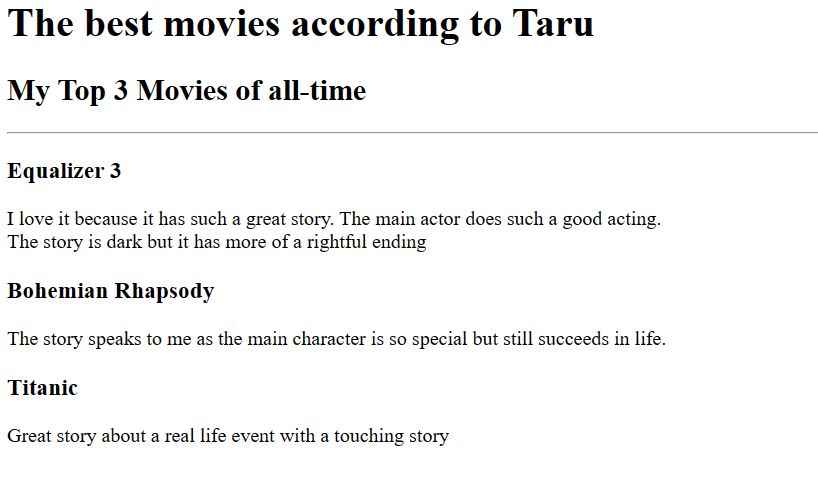 The best movies according to Taru
My Top 3 Movies of all-time
Equalizer 3
I love it because it has such a great story. The main actor does such a good acting.
The story is dark but it has more of a rightful ending
Bohemian Rhapsody
The story speaks to me as the main character is so special but still succeeds in life.
Titanic
Great story about a real life event with a touching story